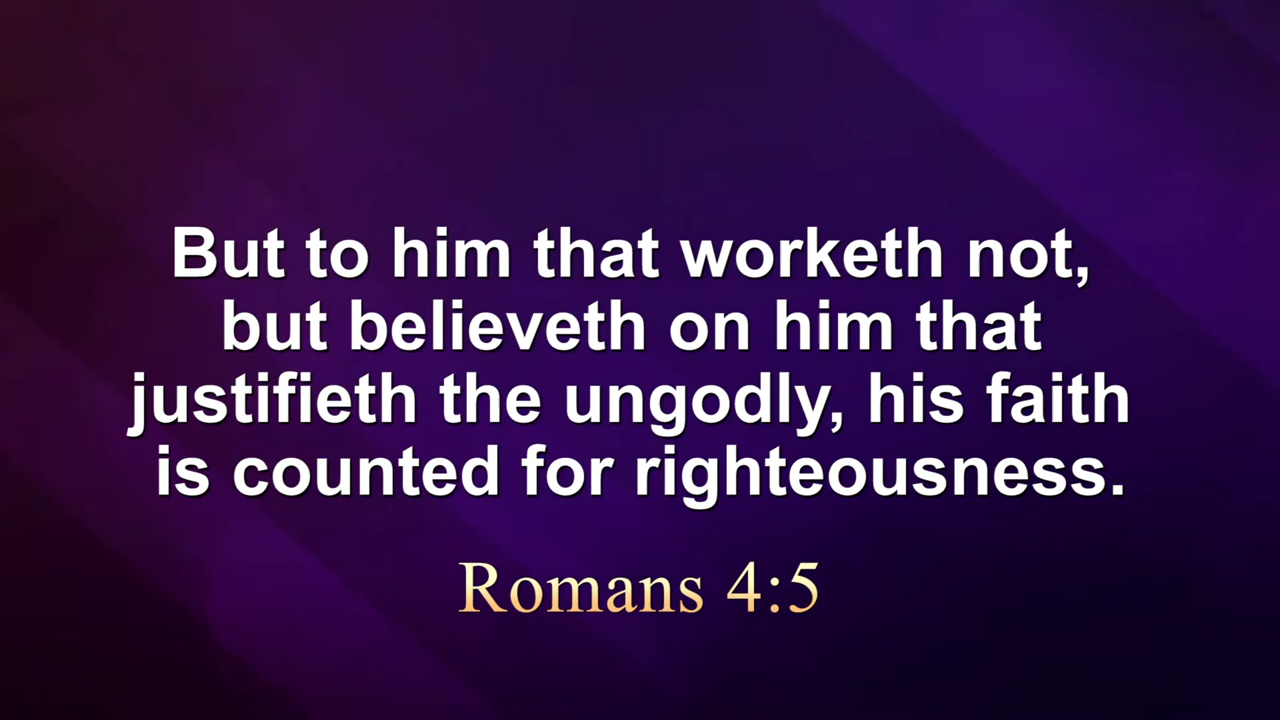 But to him that worketh not,
but believeth on him that
justifieth the ungodly, his faith
is counted for righteousness.
Romans 4:5